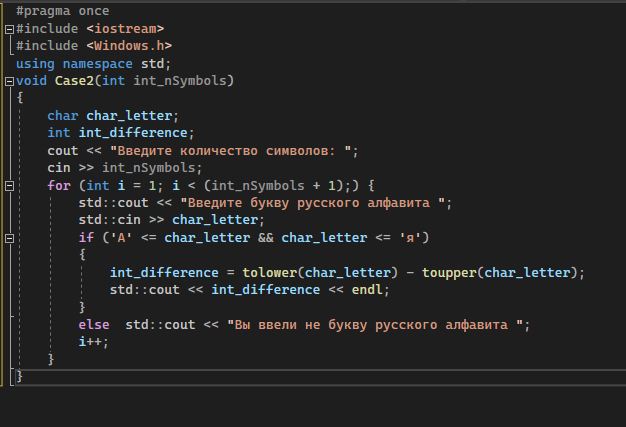 #pragma once
#include <iostream>
#include <Windows.h>
using namespace std;
void Case2(int int_nSymbols)
{
char char_letter;
int int_difference;
cout << "Введите количество символов: ";
cin >> int_nSymbols;
for (int i = 1; i < (int_nSymbols + 1);) {
std::cout << "Введите букву русского алфавита ";
std::cin >> char_letter;
if ('А' <= char_letter && char_letter <= 'я')
{
int_difference = tolower(char_letter) - toupper(char_letter);
std::cout << int_difference << endl;
}
else  std::cout << "Вы ввели не букву русского алфавита ";
i++;
}
}